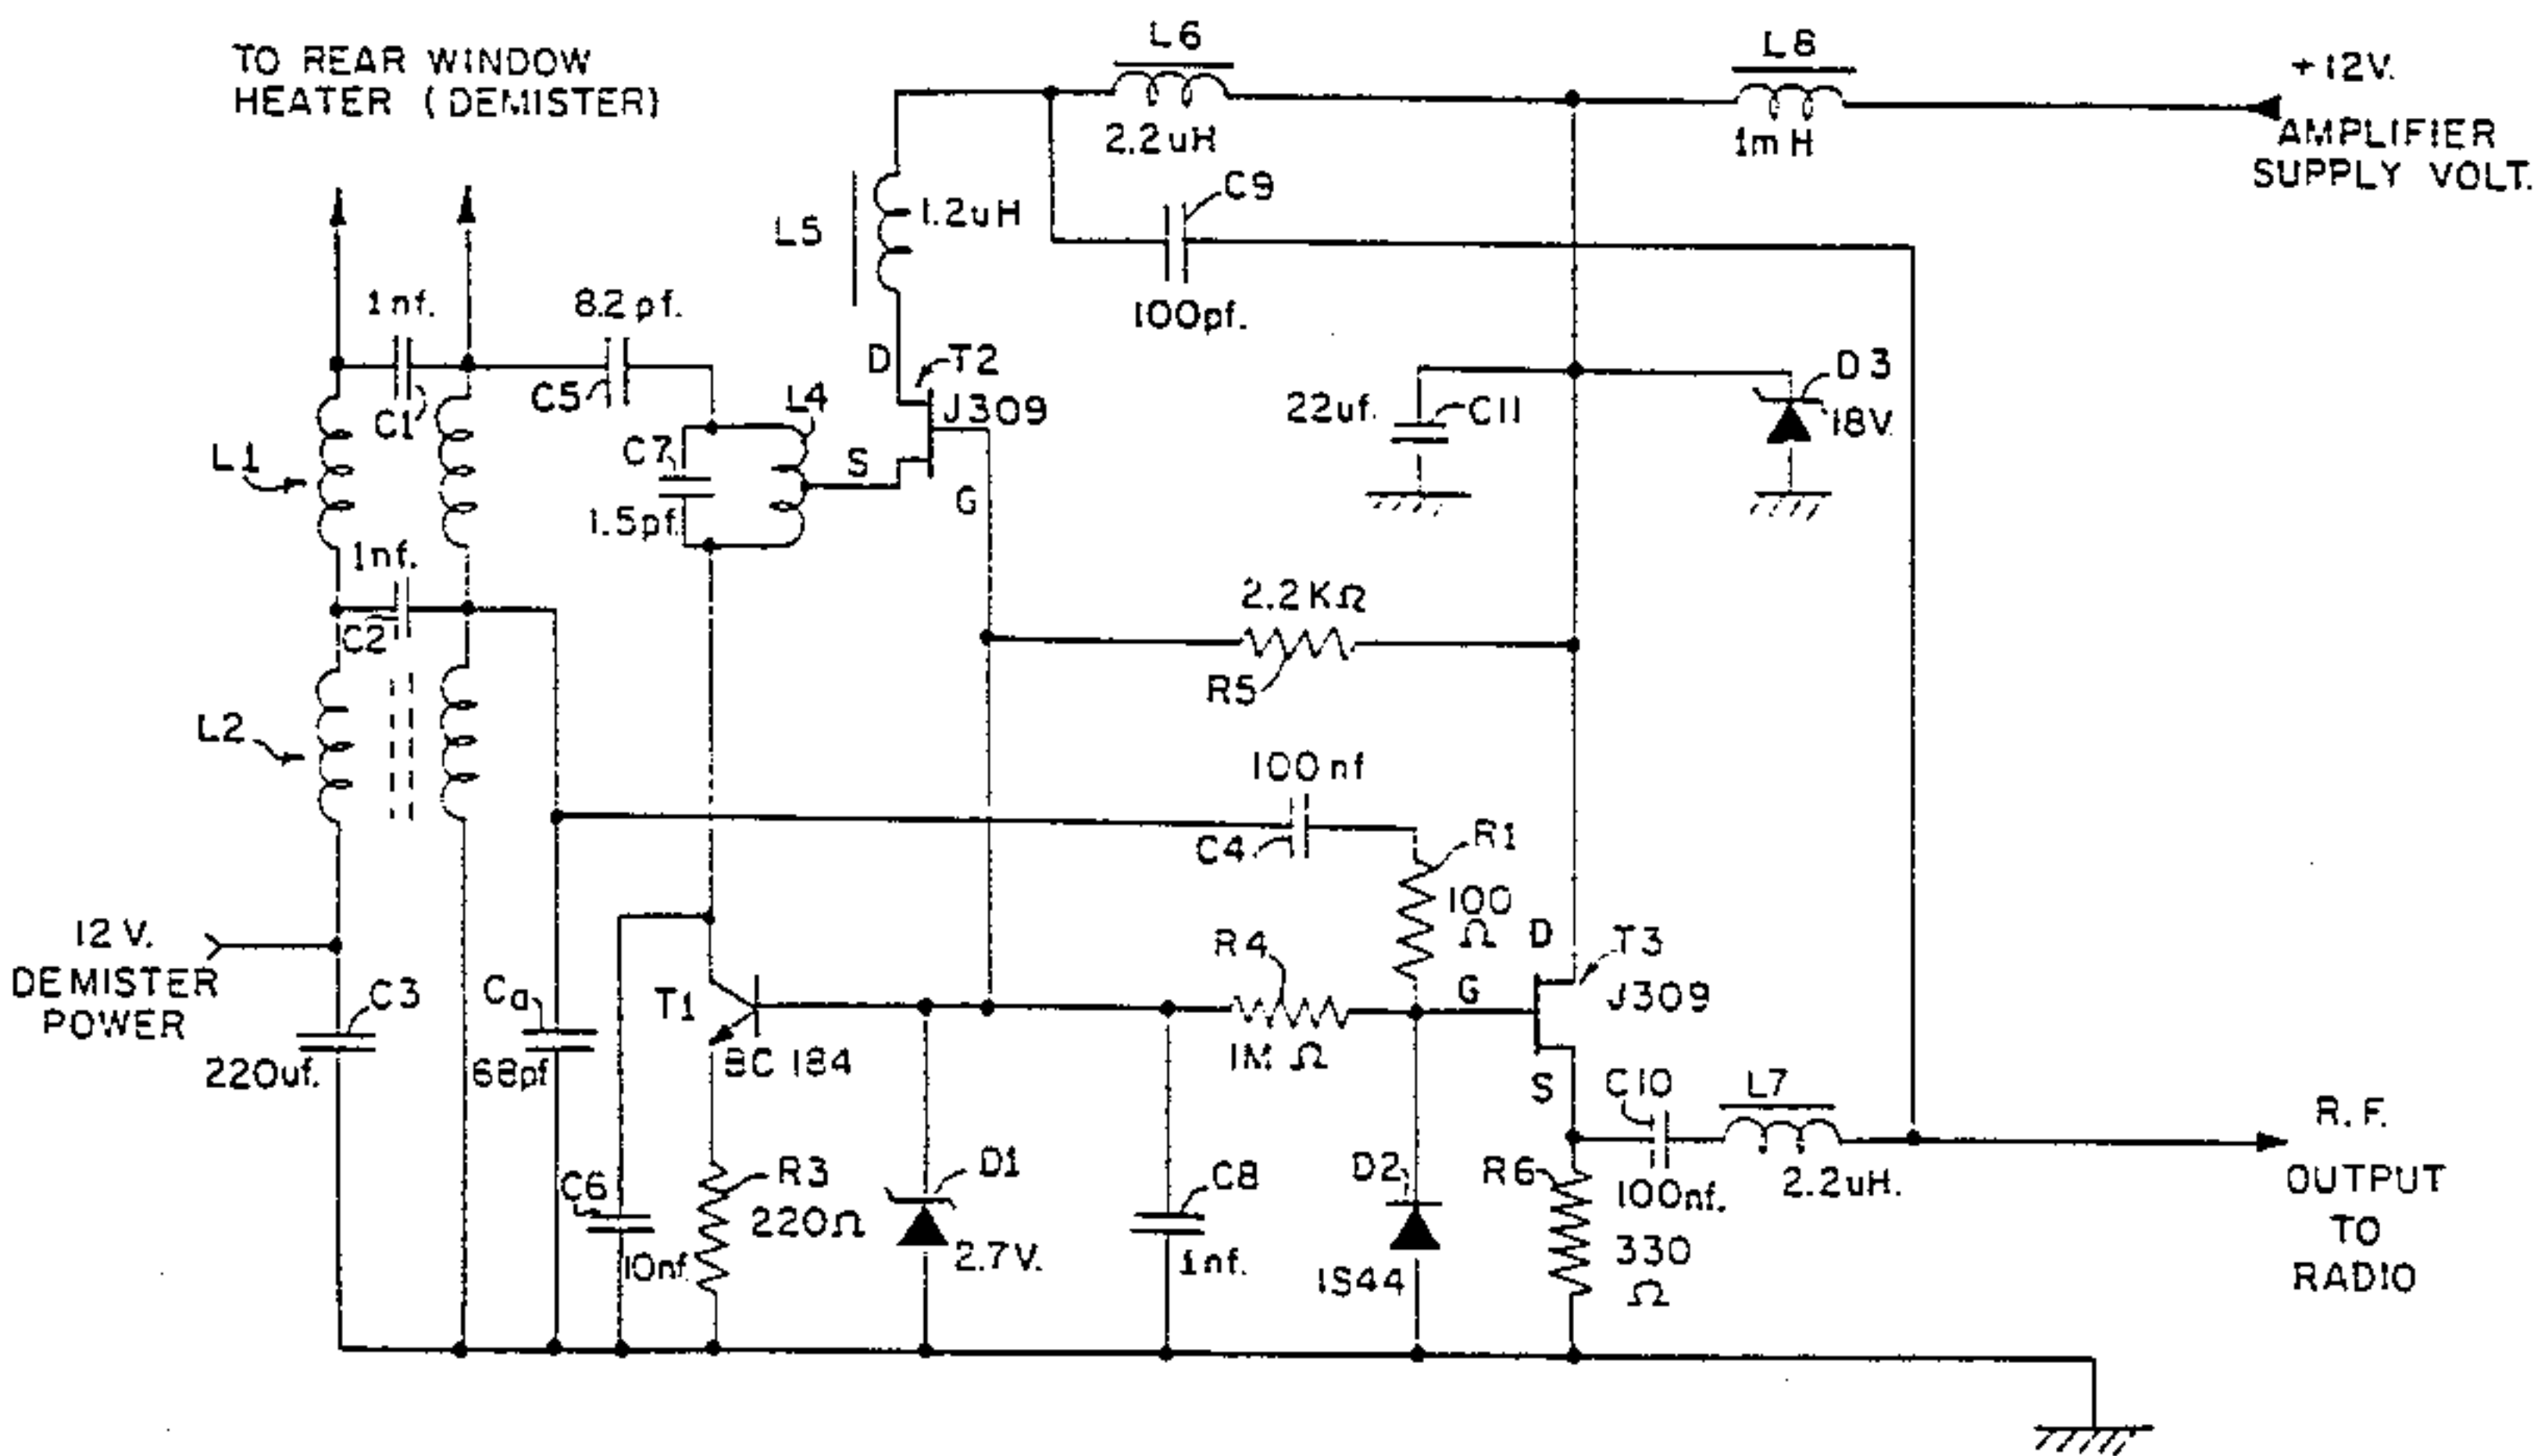 TO REAR WINDOW
HEATER (DEMISTER)
L6
2.2uH
L8
1mH
+12V.
AMPLIFIER
SUPPLY VOLT.
L5
1.2uH
C9
100pf.
1nf.
C1
82pf.
C5
D
T2
J309
L4
C7
S
G
1.5pf.
22uf.
C11
D3
18V.
L1
1nf.
C2
2.2KΩ
R5
L2
100nf
C4
R1
100
Ω
12V.
DEMISTER
POWER
C3
220uf.
Ca
68pf
T1
BC 184
R4
1MΩ
G
D
T3
J309
S
C10
100nf.
L7
2.2uH.
R.F.
OUTPUT
TO
RADIO
C6
10nf.
R3
220Ω
D1
2.7V.
C8
1nf.
D2
1S44
R6
330
Ω